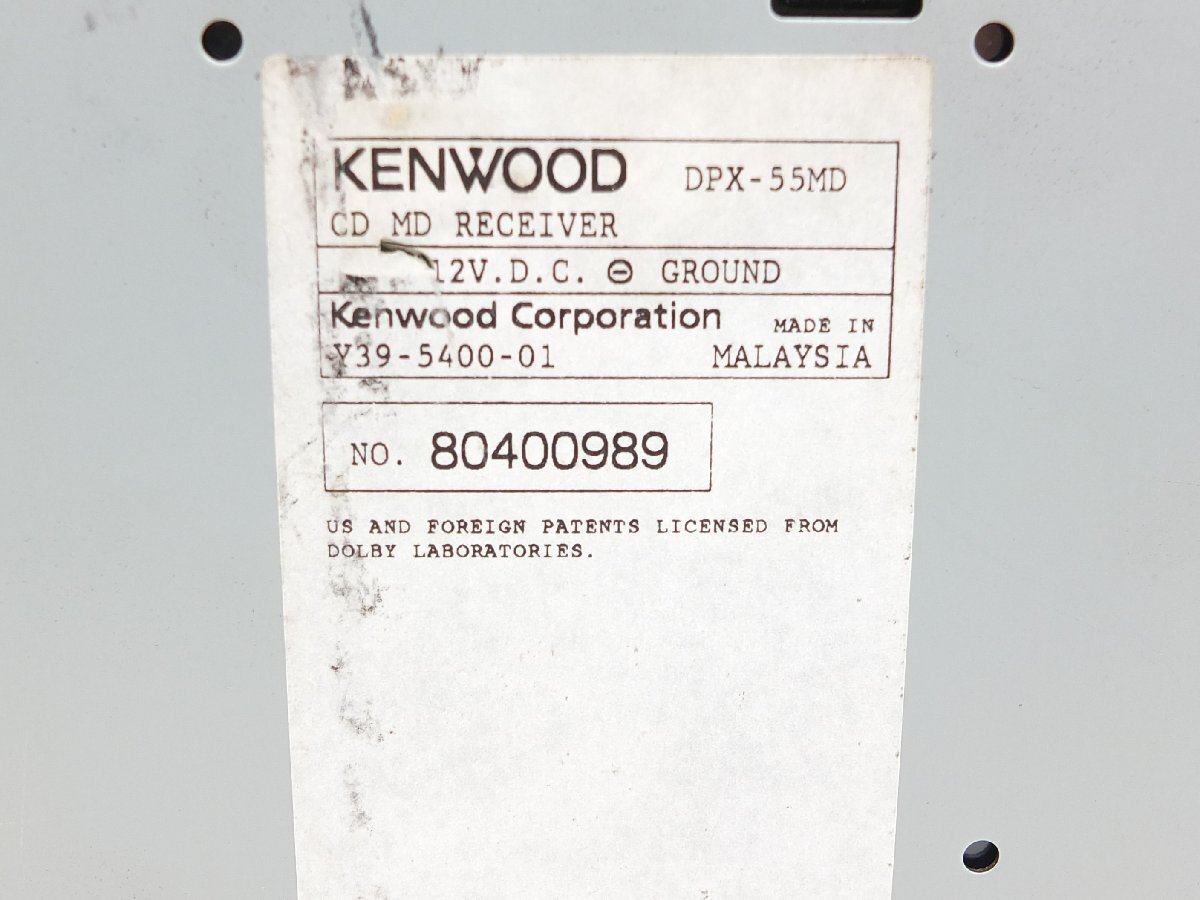 KENWOOD DPX-55MD
CD MD RECEIVER
12V.D.C. ⊖ GROUND
Kenwood Corporation MADE IN
Y39-5400-01 MALAYSIA
NO. 80400989
US AND FOREIGN PATENTS LICENSED FROM
DOLBY LABORATORIES.